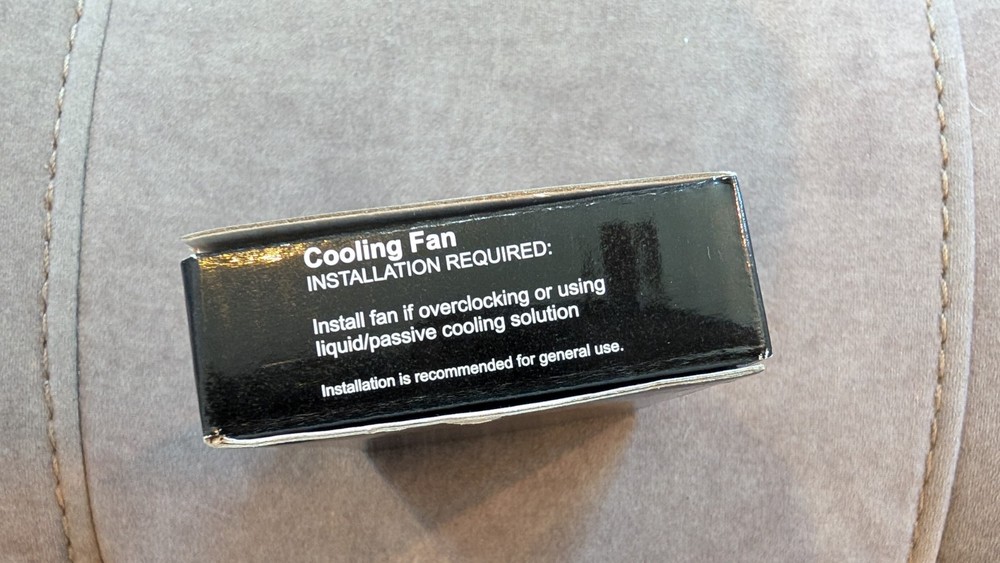 Cooling Fan
INSTALLATION REQUIRED:
Install fan if overclocking or using
liquid/passive cooling solution
Installation is recommended for general use.